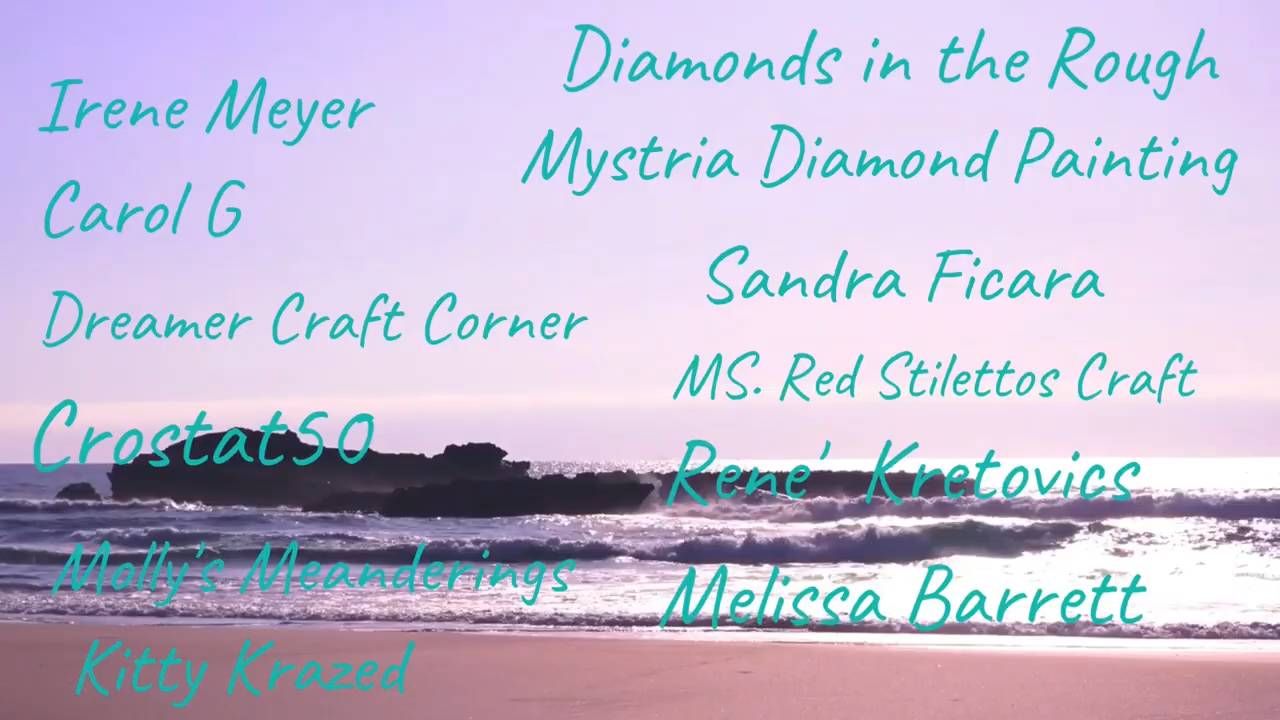 Irene Meyer
Carol G
Dreamer Craft Corner
Crostat50
Molly's Meanderings
Kitty Krazed
Diamonds in the Rough
Mystria Diamond Painting
Sandra Ficara
MS. Red Stilettos Craft
Rene' Kretovics
Melissa Barrett